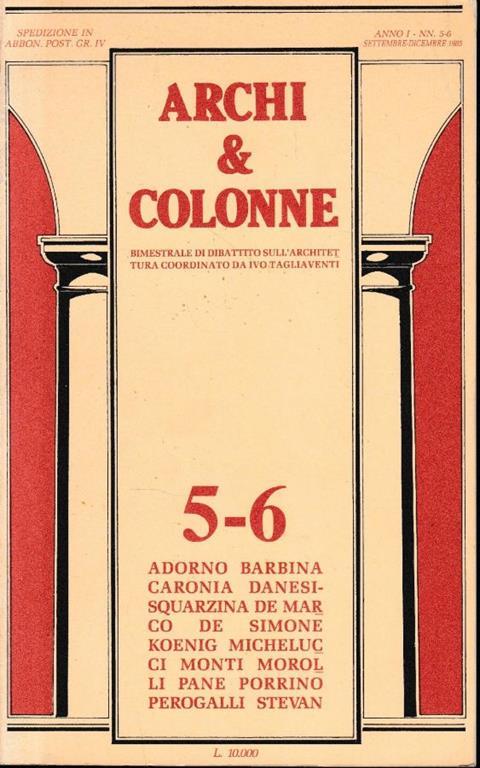 SPEDIZIONE IN
ABBON. POST. GR. IV
ANNO I - NN. 5-6
SETTEMBRE-DICEMBRE 1985
ARCHI
&
COLONNE
BIMESTRALE DI DIBATTITO SULL'ARCHITET
TURA COORDINATO DA IVO TAGLIAVENTI
5-6
ADORNO BARBINA
CARONIA DANESI-
SQUARZINA DE MAR
CO DE SIMONE
KOENIG MICHELUC
CI MONTI MOROL
LI PANE PORRINO
PEROGALLI STEVAN
L. 10.000